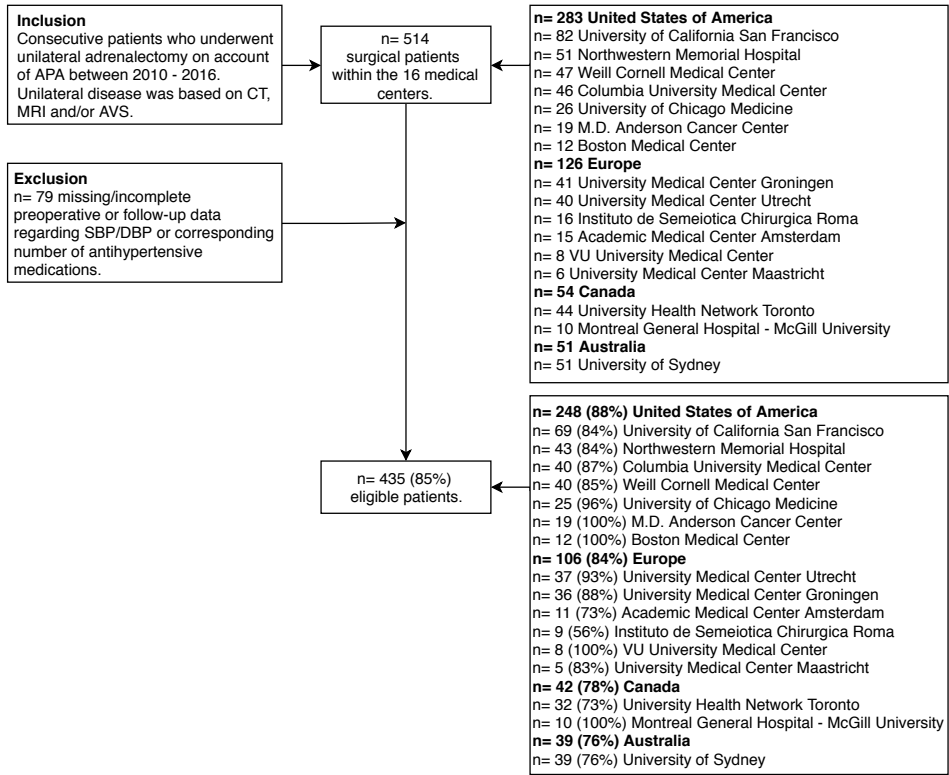 Inclusion
Consecutive patients who underwent
unilateral adrenalectomy on account
of APA between 2010 - 2016.
Unilateral disease was based on CT,
MRI and/or AVS.
n= 514
surgical patients
within the 16 medical
centers.
n= 283 United States of America
n= 82 University of California San Francisco
n= 51 Northwestern Memorial Hospital
n= 47 Weill Cornell Medical Center
n= 46 Columbia University Medical Center
n= 26 University of Chicago Medicine
n= 19 M.D. Anderson Cancer Center
n= 12 Boston Medical Center
n= 126 Europe
n= 41 University Medical Center Groningen
n= 40 University Medical Center Utrecht
n= 16 Instituto de Semeiotica Chirurgica Roma
n= 15 Academic Medical Center Amsterdam
n= 8 VU University Medical Center
n= 6 University Medical Center Maastricht
n= 54 Canada
n= 44 University Health Network Toronto
n= 10 Montreal General Hospital - McGill University
n= 51 Australia
n= 51 University of Sydney
Exclusion
n= 79 missing/incomplete
preoperative or follow-up data
regarding SBP/DBP or corresponding
number of antihypertensive
medications.
n= 435 (85%)
eligible patients.
n= 248 (88%) United States of America
n= 69 (84%) University of California San Francisco
n= 43 (84%) Northwestern Memorial Hospital
n= 40 (87%) Columbia University Medical Center
n= 40 (85%) Weill Cornell Medical Center
n= 25 (96%) University of Chicago Medicine
n= 19 (100%) M.D. Anderson Cancer Center
n= 12 (100%) Boston Medical Center
n= 106 (84%) Europe
n= 37 (93%) University Medical Center Utrecht
n= 36 (88%) University Medical Center Groningen
n= 11 (73%) Academic Medical Center Amsterdam
n= 9 (56%) Instituto de Semeiotica Chirurgica Roma
n= 8 (100%) VU University Medical Center
n= 5 (83%) University Medical Center Maastricht
n= 42 (78%) Canada
n= 32 (73%) University Health Network Toronto
n= 10 (100%) Montreal General Hospital - McGill University
n= 39 (76%) Australia
n= 39 (76%) University of Sydney